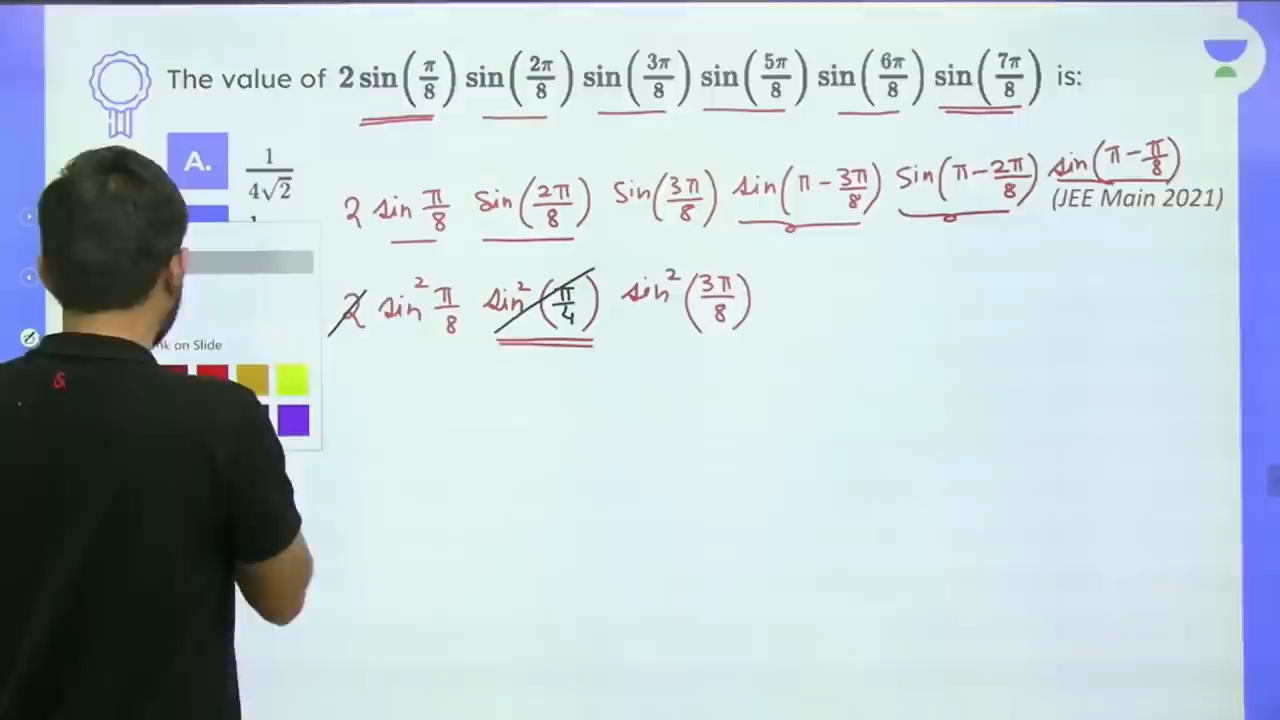 The value of 2 sin(π/8) sin(2π/8) sin(3π/8) sin(5π/8) sin(6π/8) sin(7π/8) is:
A. 1/(4√2)
2 sin π/8 sin(2π/8) sin(3π/8) sin(π − 3π/8) sin(π − 2π/8) sin(π − π/8)
(JEE Main 2021)
2 sin² π/8 sin²(π/4) sin²(3π/8)
on Slide